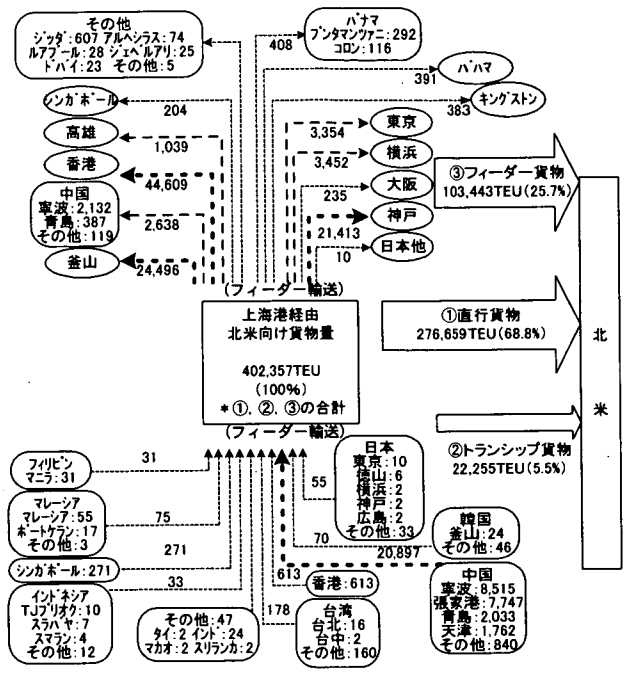 その他
ジッダ:607 アルヘシラス:74
ルアブール:28 ジェベルアリ:25
ドバイ:23 その他:5
408
パナマ
ブンタマンツァニ:292
コロン:116
391
バハマ
383
キングストン
シンガポール
204
高雄
1,039
香港
44,609
中国
寧波:2,132
青島:387
その他:119
2,638
釜山
24,496
3,354
東京
3,452
横浜
235
大阪
21,413
神戸
10
日本他
③フィーダー貨物
103,443TEU(25.7%)
(フィーダー輸送)
上海港経由
北米向け貨物量
402,357TEU
(100%)
*①,②,③の合計
(フィーダー輸送)
①直行貨物
276,659TEU(68.8%)
②トランシップ貨物
22,255TEU(5.5%)
北
米
フィリピン
マニラ:31
31
マレーシア
マレーシア:55
ポートケラン:17
その他:3
75
シンガポール:271
271
インドネシア
TJプリオク:10
スラバヤ:7
スマラン:4
その他:12
33
その他:47
タイ:2 インド:24
マカオ:2 スリランカ:2
178
台湾
台北:16
台中:2
その他:160
613
香港:613
55
日本
東京:10
徳山:6
横浜:2
神戸:2
広島:2
その他:33
70
韓国
釜山:24
その他:46
20,897
中国
寧波:8,515
張家港:7,747
青島:2,033
天津:1,762
その他:840